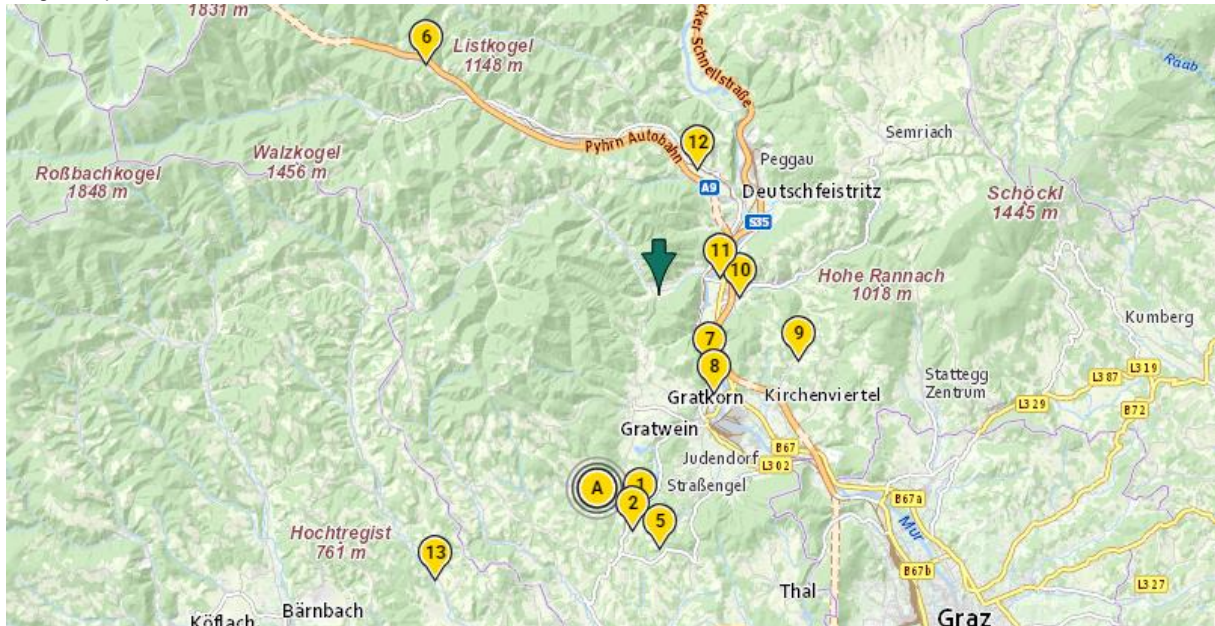 1831 m
6
Listkogel
1148 m
cker Schnellstraße
Raab
12
Pyhrn Autobahn
Semriach
Walzkogel
1456 m
Peggau
Roßbachkogel
1848 m
A9
Deutschfeistritz
Schöckl
1445 m
S35
11
10
Hohe Rannach
1018 m
Kumberg
7
9
8
L387
L319
Stattegg
Zentrum
Gratkorn
Kirchenviertel
L329
B72
Gratwein
B67
Judendorf
L302
A
1
Straßengel
2
B67a
5
Mur
Hochtregist
761 m
13
B67b
L327
Thal
Bärnbach
Köflach
Graz